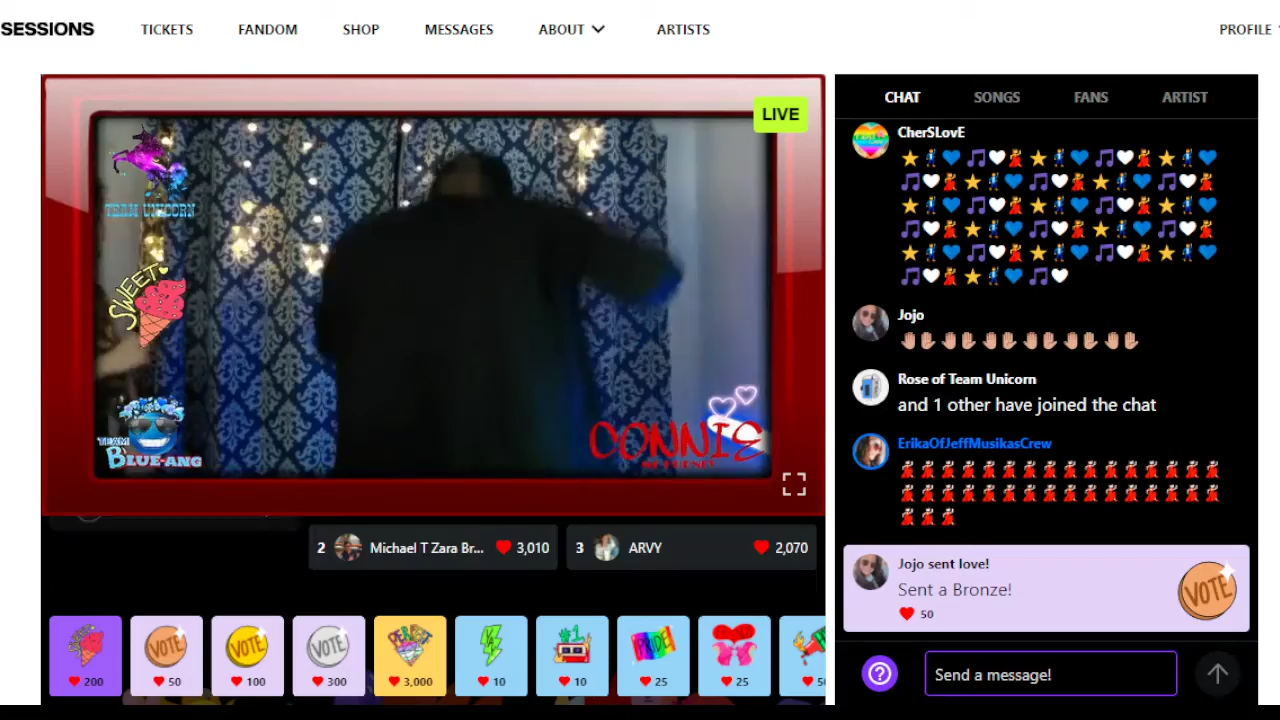 SESSIONS
TICKETS
FANDOM
SHOP
MESSAGES
ABOUT
ARTISTS
PROFILE
LIVE
TEAM UNICORN
SWEET
TEAM
BLUE-ANG
CONNIE
2 Michael T Zara Br... 3,010
3 ARVY 2,070
VOTE
VOTE
VOTE
PERFECT
#1
PRIDE
200
50
100
300
3,000
10
10
25
25
CHAT
SONGS
FANS
ARTIST
CherSLovE
Jojo
Rose of Team Unicorn
and 1 other have joined the chat
ErikaOfJeffMusikasCrew
Jojo sent love!
Sent a Bronze!
50
VOTE
Send a message!